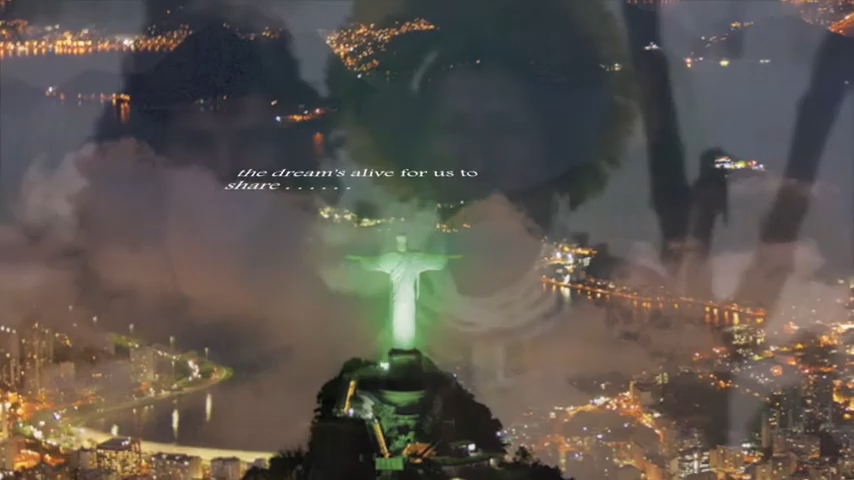 the dream's alive for us to
share . . . . . .